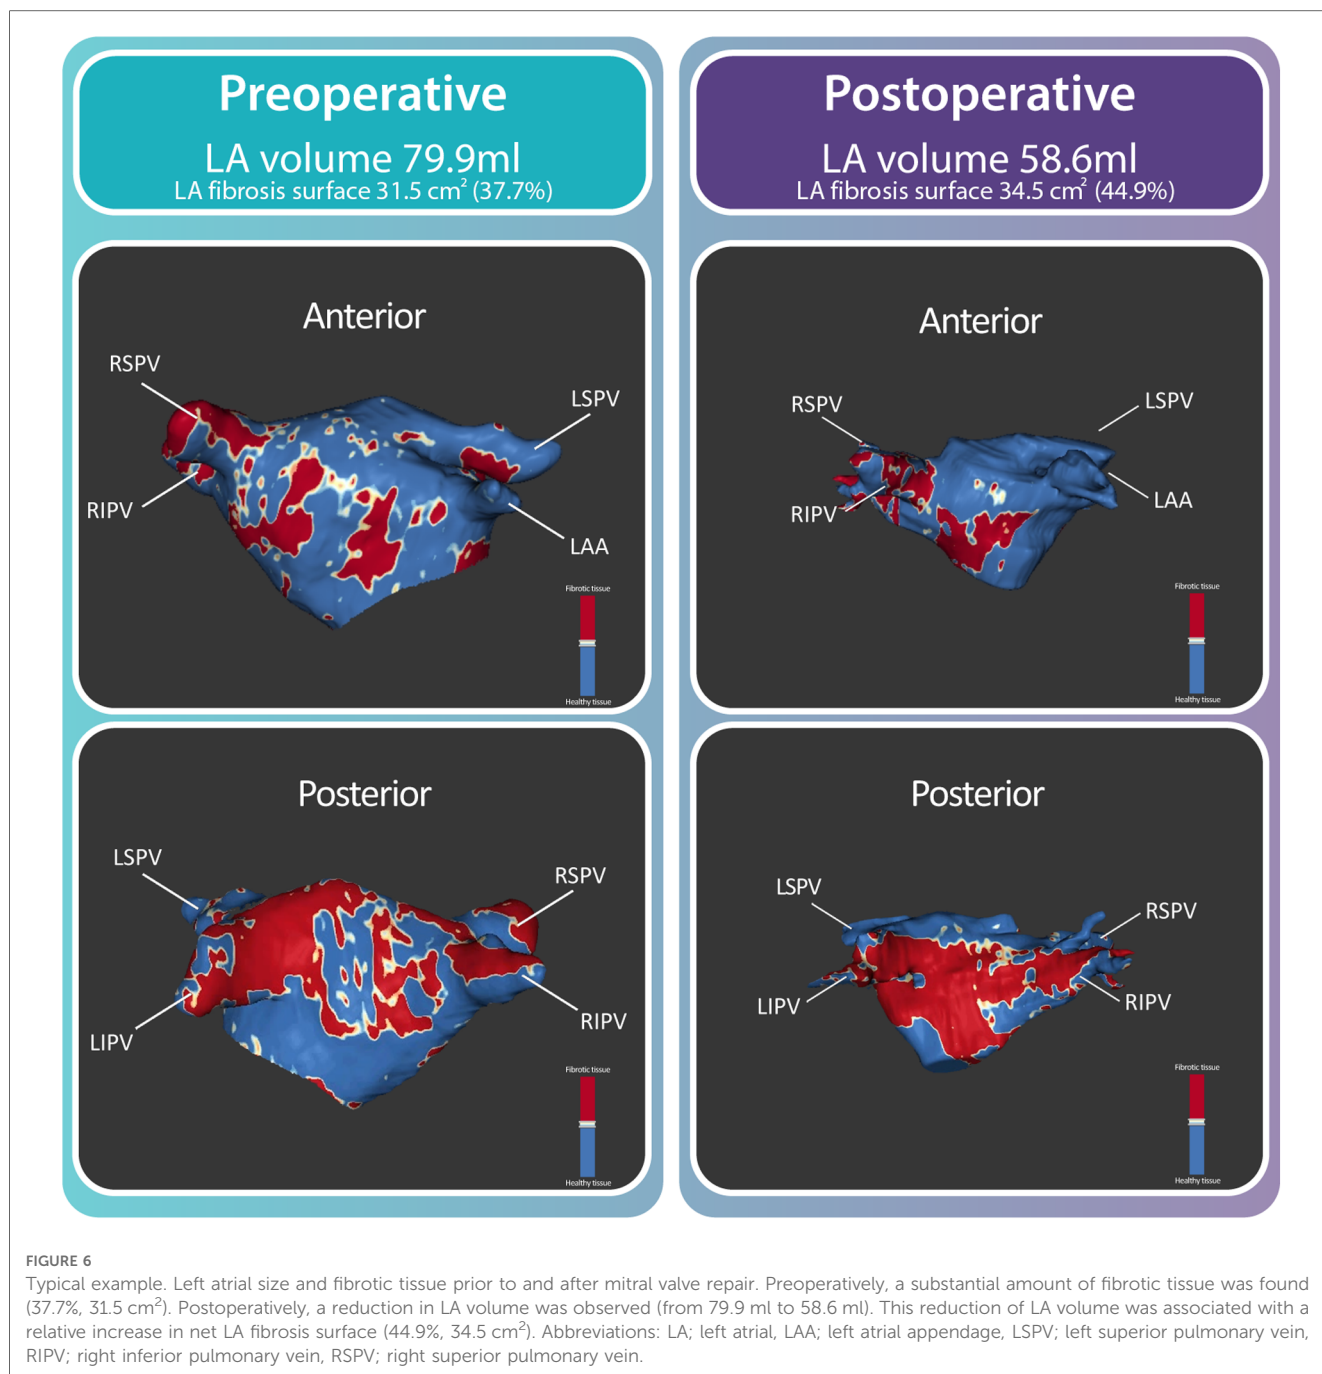 Preoperative
LA volume 79.9ml
LA fibrosis surface 31.5 cm² (37.7%)
Anterior
RSPV
LSPV
RIPV
LAA
Fibrotic tissue
Healthy tissue
Posterior
LSPV
RSPV
LIPV
RIPV
Fibrotic tissue
Healthy tissue
Postoperative
LA volume 58.6ml
LA fibrosis surface 34.5 cm² (44.9%)
Anterior
RSPV
LSPV
RIPV
LAA
Fibrotic tissue
Healthy tissue
Posterior
LSPV
RSPV
LIPV
RIPV
Fibrotic tissue
Healthy tissue
FIGURE 6
Typical example. Left atrial size and fibrotic tissue prior to and after mitral valve repair. Preoperatively, a substantial amount of fibrotic tissue was found
(37.7%, 31.5 cm²). Postoperatively, a reduction in LA volume was observed (from 79.9 ml to 58.6 ml). This reduction of LA volume was associated with a
relative increase in net LA fibrosis surface (44.9%, 34.5 cm²). Abbreviations: LA; left atrial, LAA; left atrial appendage, LSPV; left superior pulmonary vein,
RIPV; right inferior pulmonary vein, RSPV; right superior pulmonary vein.